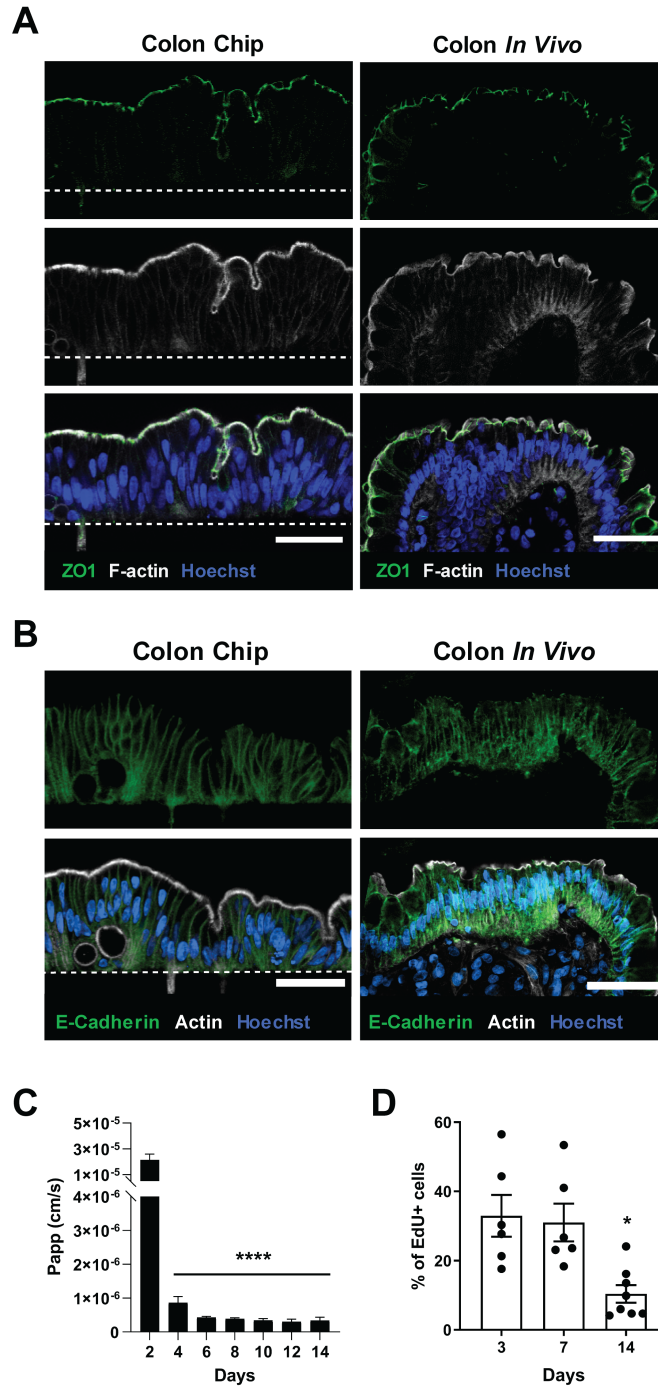 A
Colon Chip
Colon In Vivo
ZO1 F-actin Hoechst
ZO1 F-actin Hoechst
B
Colon Chip
Colon In Vivo
E-Cadherin Actin Hoechst
E-Cadherin Actin Hoechst
C
5×10⁻⁵
3×10⁻⁵
1×10⁻⁵
4×10⁻⁶
3×10⁻⁶
2×10⁻⁶
1×10⁻⁶
0
Papp (cm/s)
****
2 4 6 8 10 12 14
Days
D
60
40
20
0
% of EdU+ cells
*
3 7 14
Days